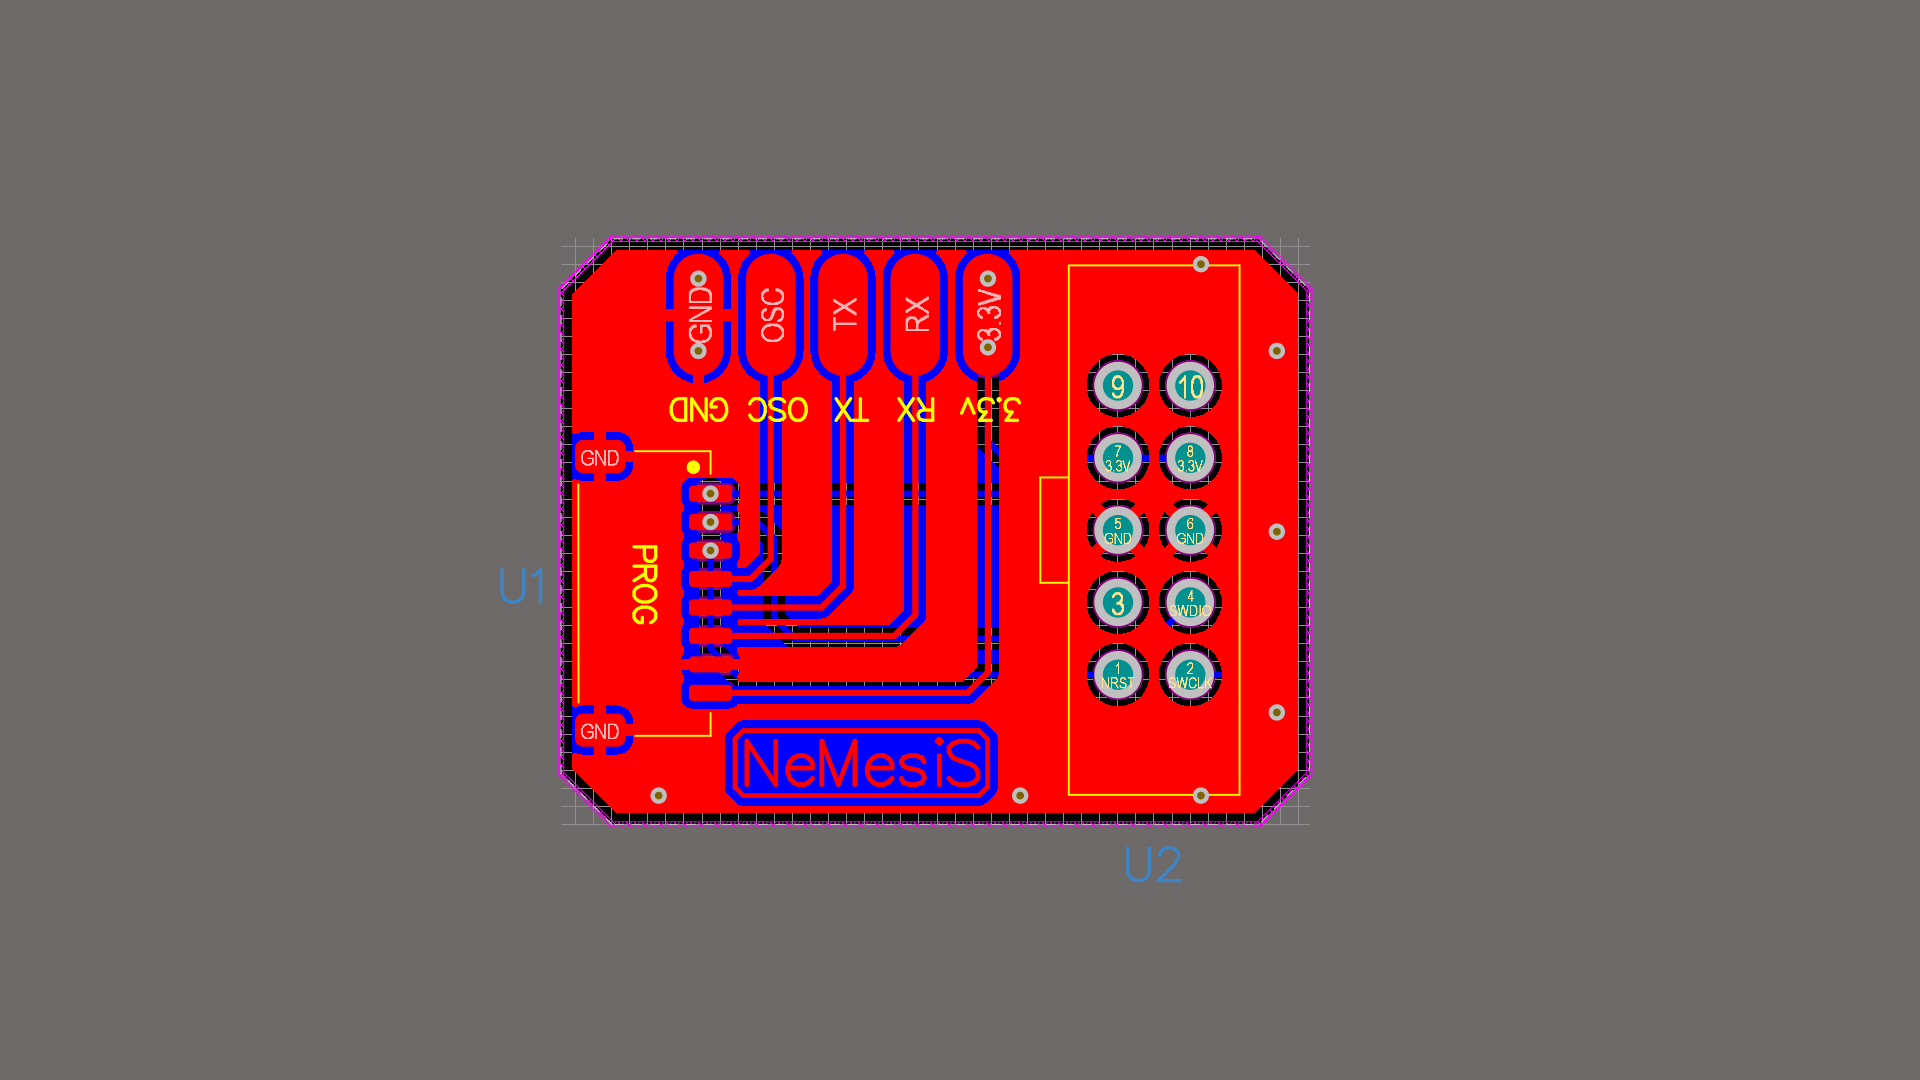 GND OSC TX RX 3.3V
GND OSC TX RX 3.3v
9 10
7 3.3V 8 3.3V
GND
5 GND 6 GND
U1
PROG
3 4 SWDIO
1 NRST 2 SWCLK
GND
NeMesiS
U2